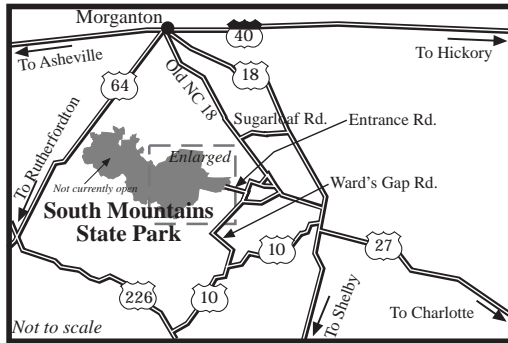 Morganton
40
To Asheville
To Hickory
64
Old NC 18
18
Sugarloaf Rd.
Entrance Rd.
Enlarged
To Rutherfordton
Not currently open
Ward's Gap Rd.
South Mountains
State Park
10
27
226
10
To Shelby
To Charlotte
Not to scale